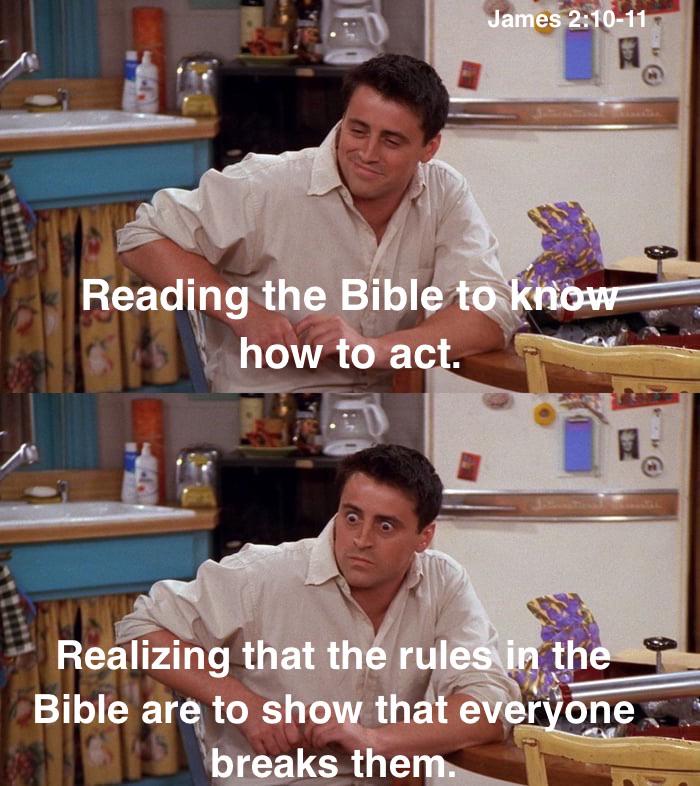 James 2:10-11
Reading the Bible to know
how to act.
Realizing that the rules in the
Bible are to show that everyone
breaks them.